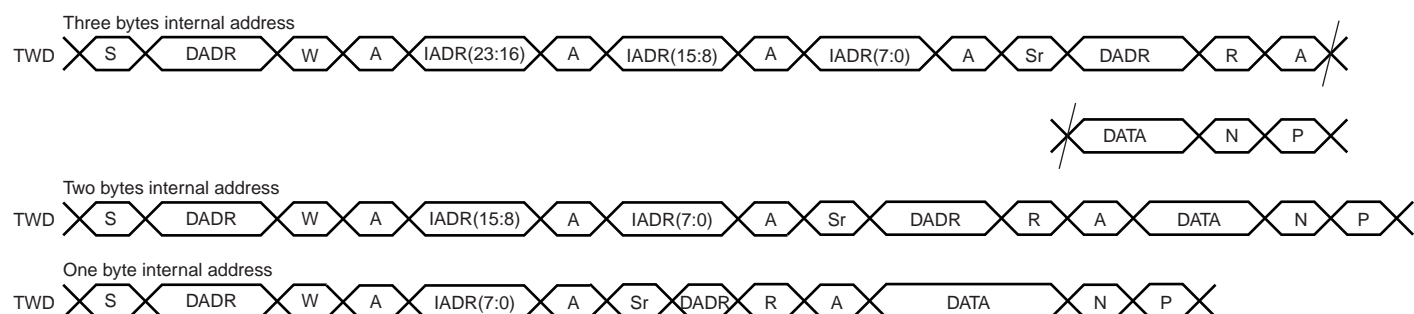 Three bytes internal address
TWD S DADR W A IADR(23:16) A IADR(15:8) A IADR(7:0) A Sr DADR R A
DATA N P
Two bytes internal address
TWD S DADR W A IADR(15:8) A IADR(7:0) A Sr DADR R A DATA N P
One byte internal address
TWD S DADR W A IADR(7:0) A Sr DADR R A DATA N P